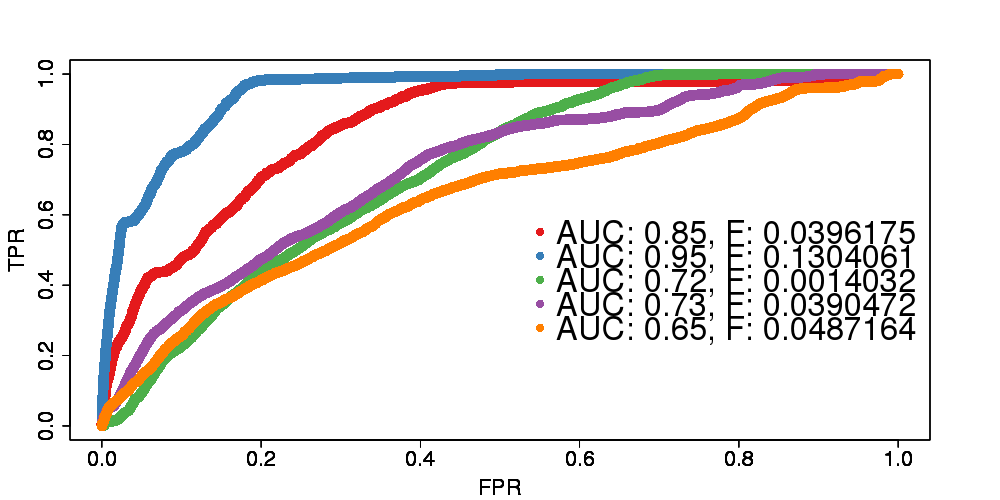 1.0
0.8
0.6
0.4
0.2
0.0
TPR
AUC: 0.85, F: 0.0396175
AUC: 0.95, F: 0.1304061
AUC: 0.72, F: 0.0014032
AUC: 0.73, F: 0.0390472
AUC: 0.65, F: 0.0487164
0.0 0.2 0.4 0.6 0.8 1.0
FPR